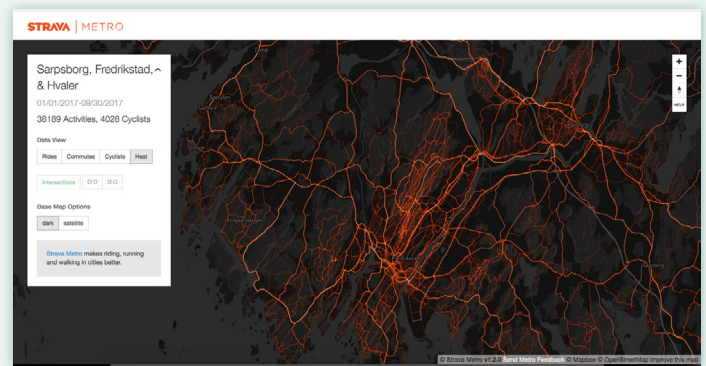 STRAVA | METRO
Sarpsborg, Fredrikstad,
& Hvaler
01/01/2017-09/30/2017
38189 Activities, 4028 Cyclists
Data View
Rides Commutes Cyclists Heat
Intersections
Base Map Options
dark satellite
Strava Metro makes riding, running
and walking in cities better.
+
−
HELP
© Strava Metro v1.2.0 Send Metro Feedback © Mapbox © OpenStreetMap Improve this map